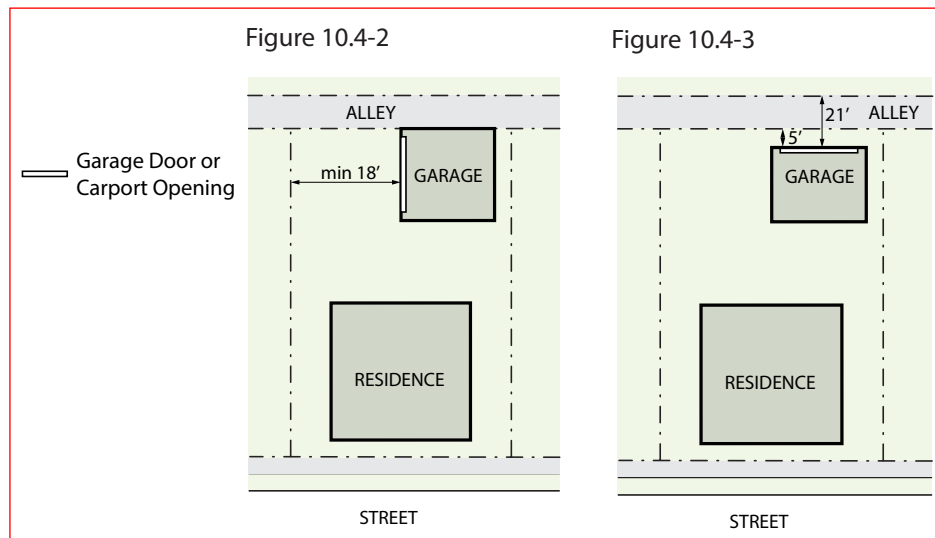 Figure 10.4-2
ALLEY
Garage Door or
Carport Opening
min 18’
GARAGE
RESIDENCE
STREET
Figure 10.4-3
21’
ALLEY
5’
GARAGE
RESIDENCE
STREET